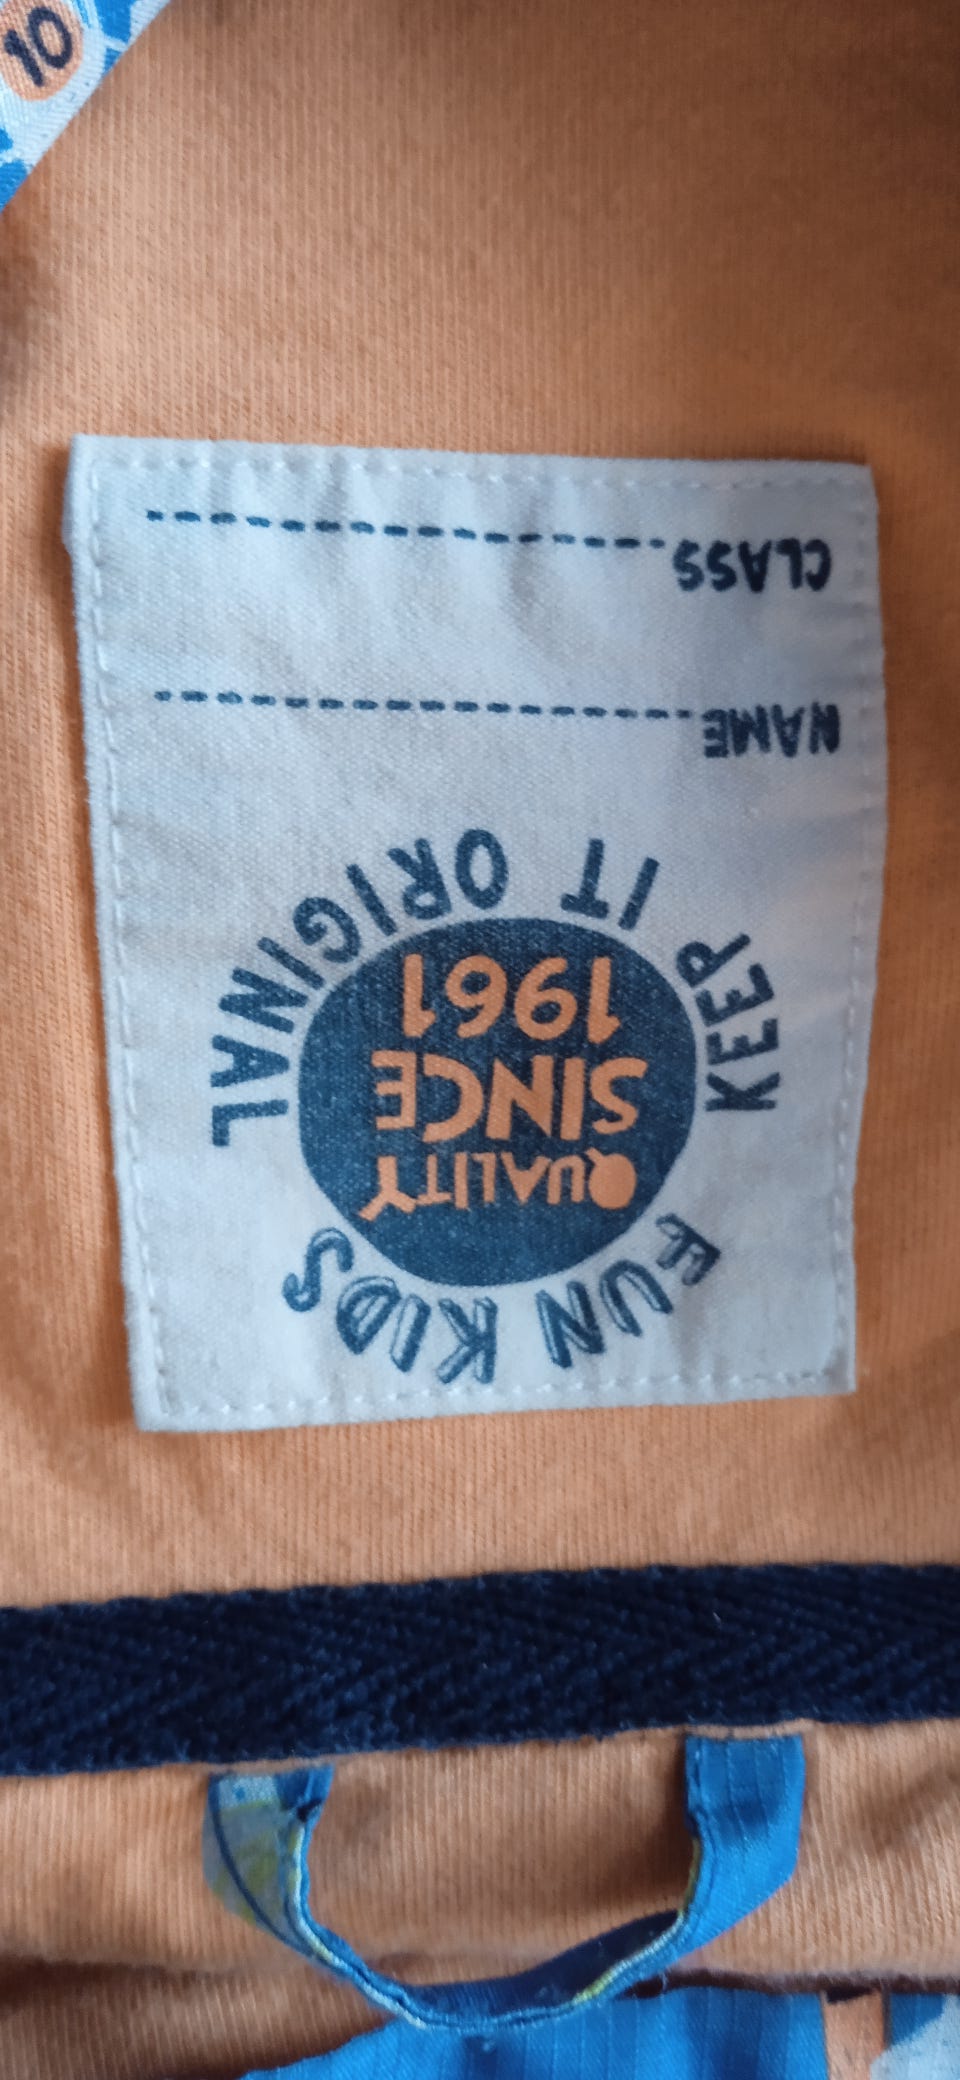 FUN KIDS
QUALITY
SINCE
1961
KEEP IT ORIGINAL
NAME
CLASS
10